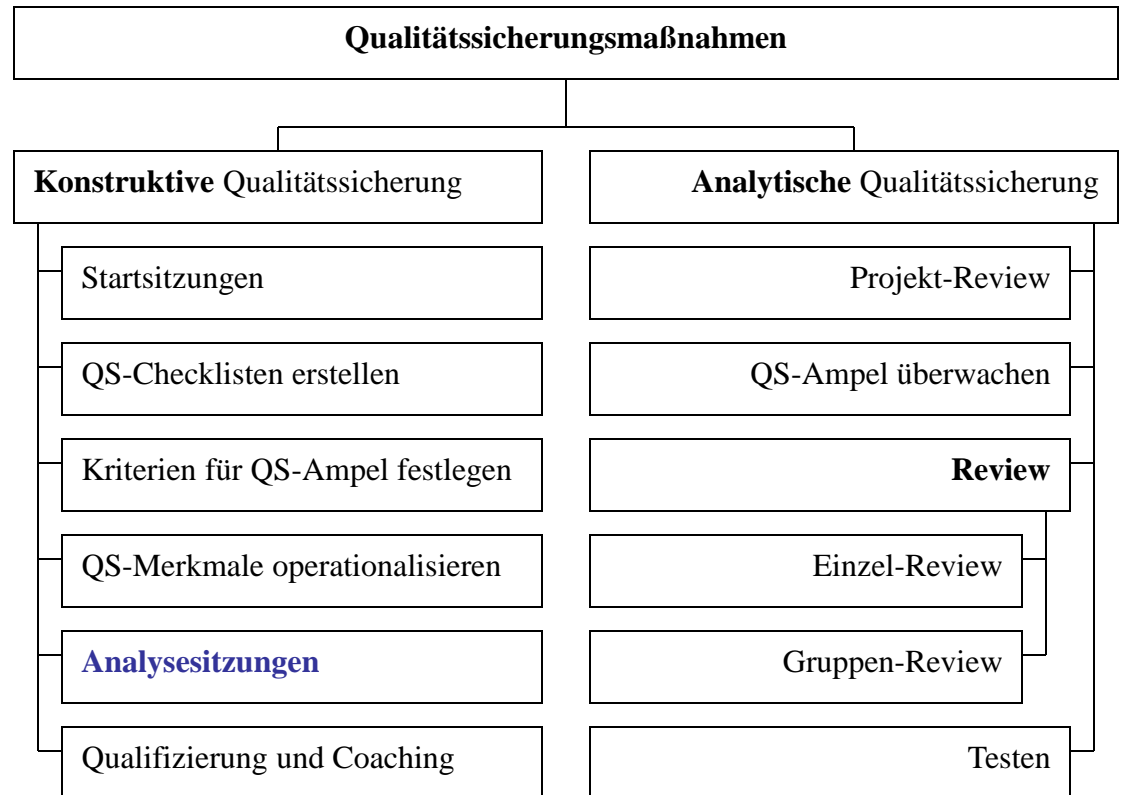 Qualitätssicherungsmaßnahmen
Konstruktive Qualitätssicherung
Startsitzungen
QS-Checklisten erstellen
Kriterien für QS-Ampel festlegen
QS-Merkmale operationalisieren
Analysesitzungen
Qualifizierung und Coaching
Analytische Qualitätssicherung
Projekt-Review
QS-Ampel überwachen
Review
Einzel-Review
Gruppen-Review
Testen